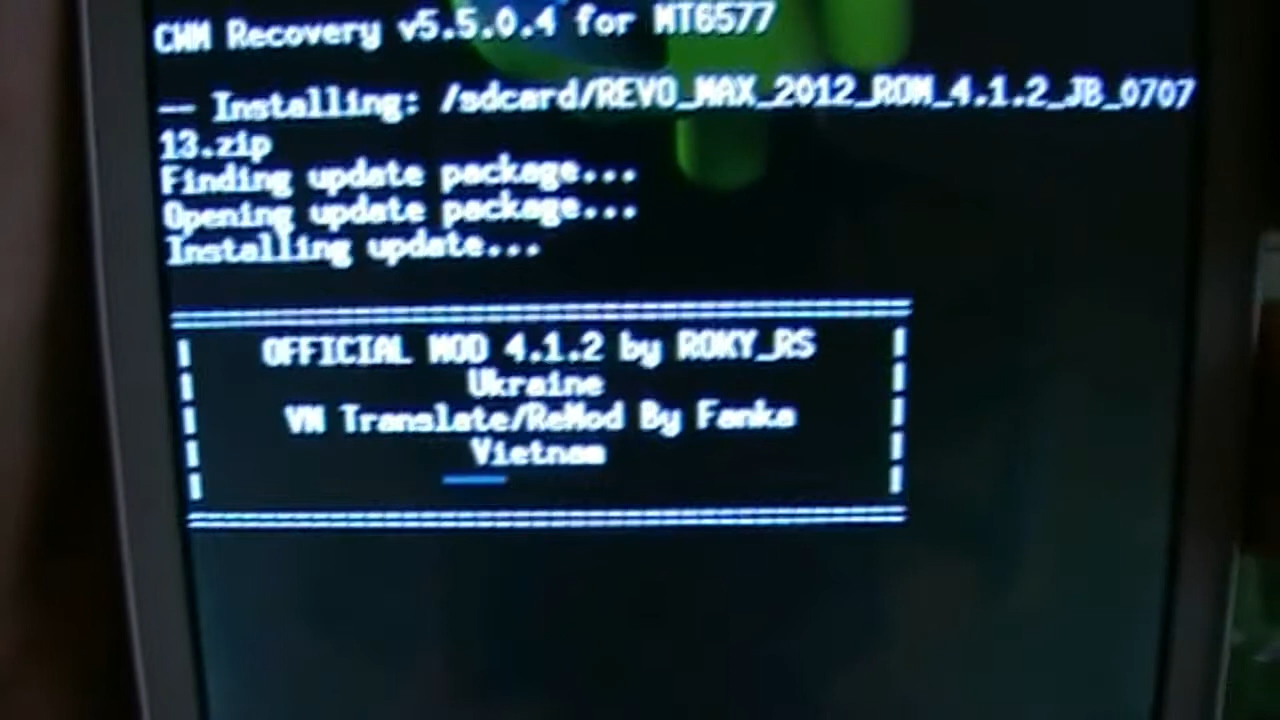 CWM Recovery v5.5.0.4 for MT6577
-- Installing: /sdcard/REVO_MAX_2012_ROM_4.1.2_JB_0707
13.zip
Finding update package...
Opening update package...
Installing update...
OFFICIAL MOD 4.1.2 by ROKY_RS
Ukraine
VN Translate/ReMod By Fanka
Vietnam